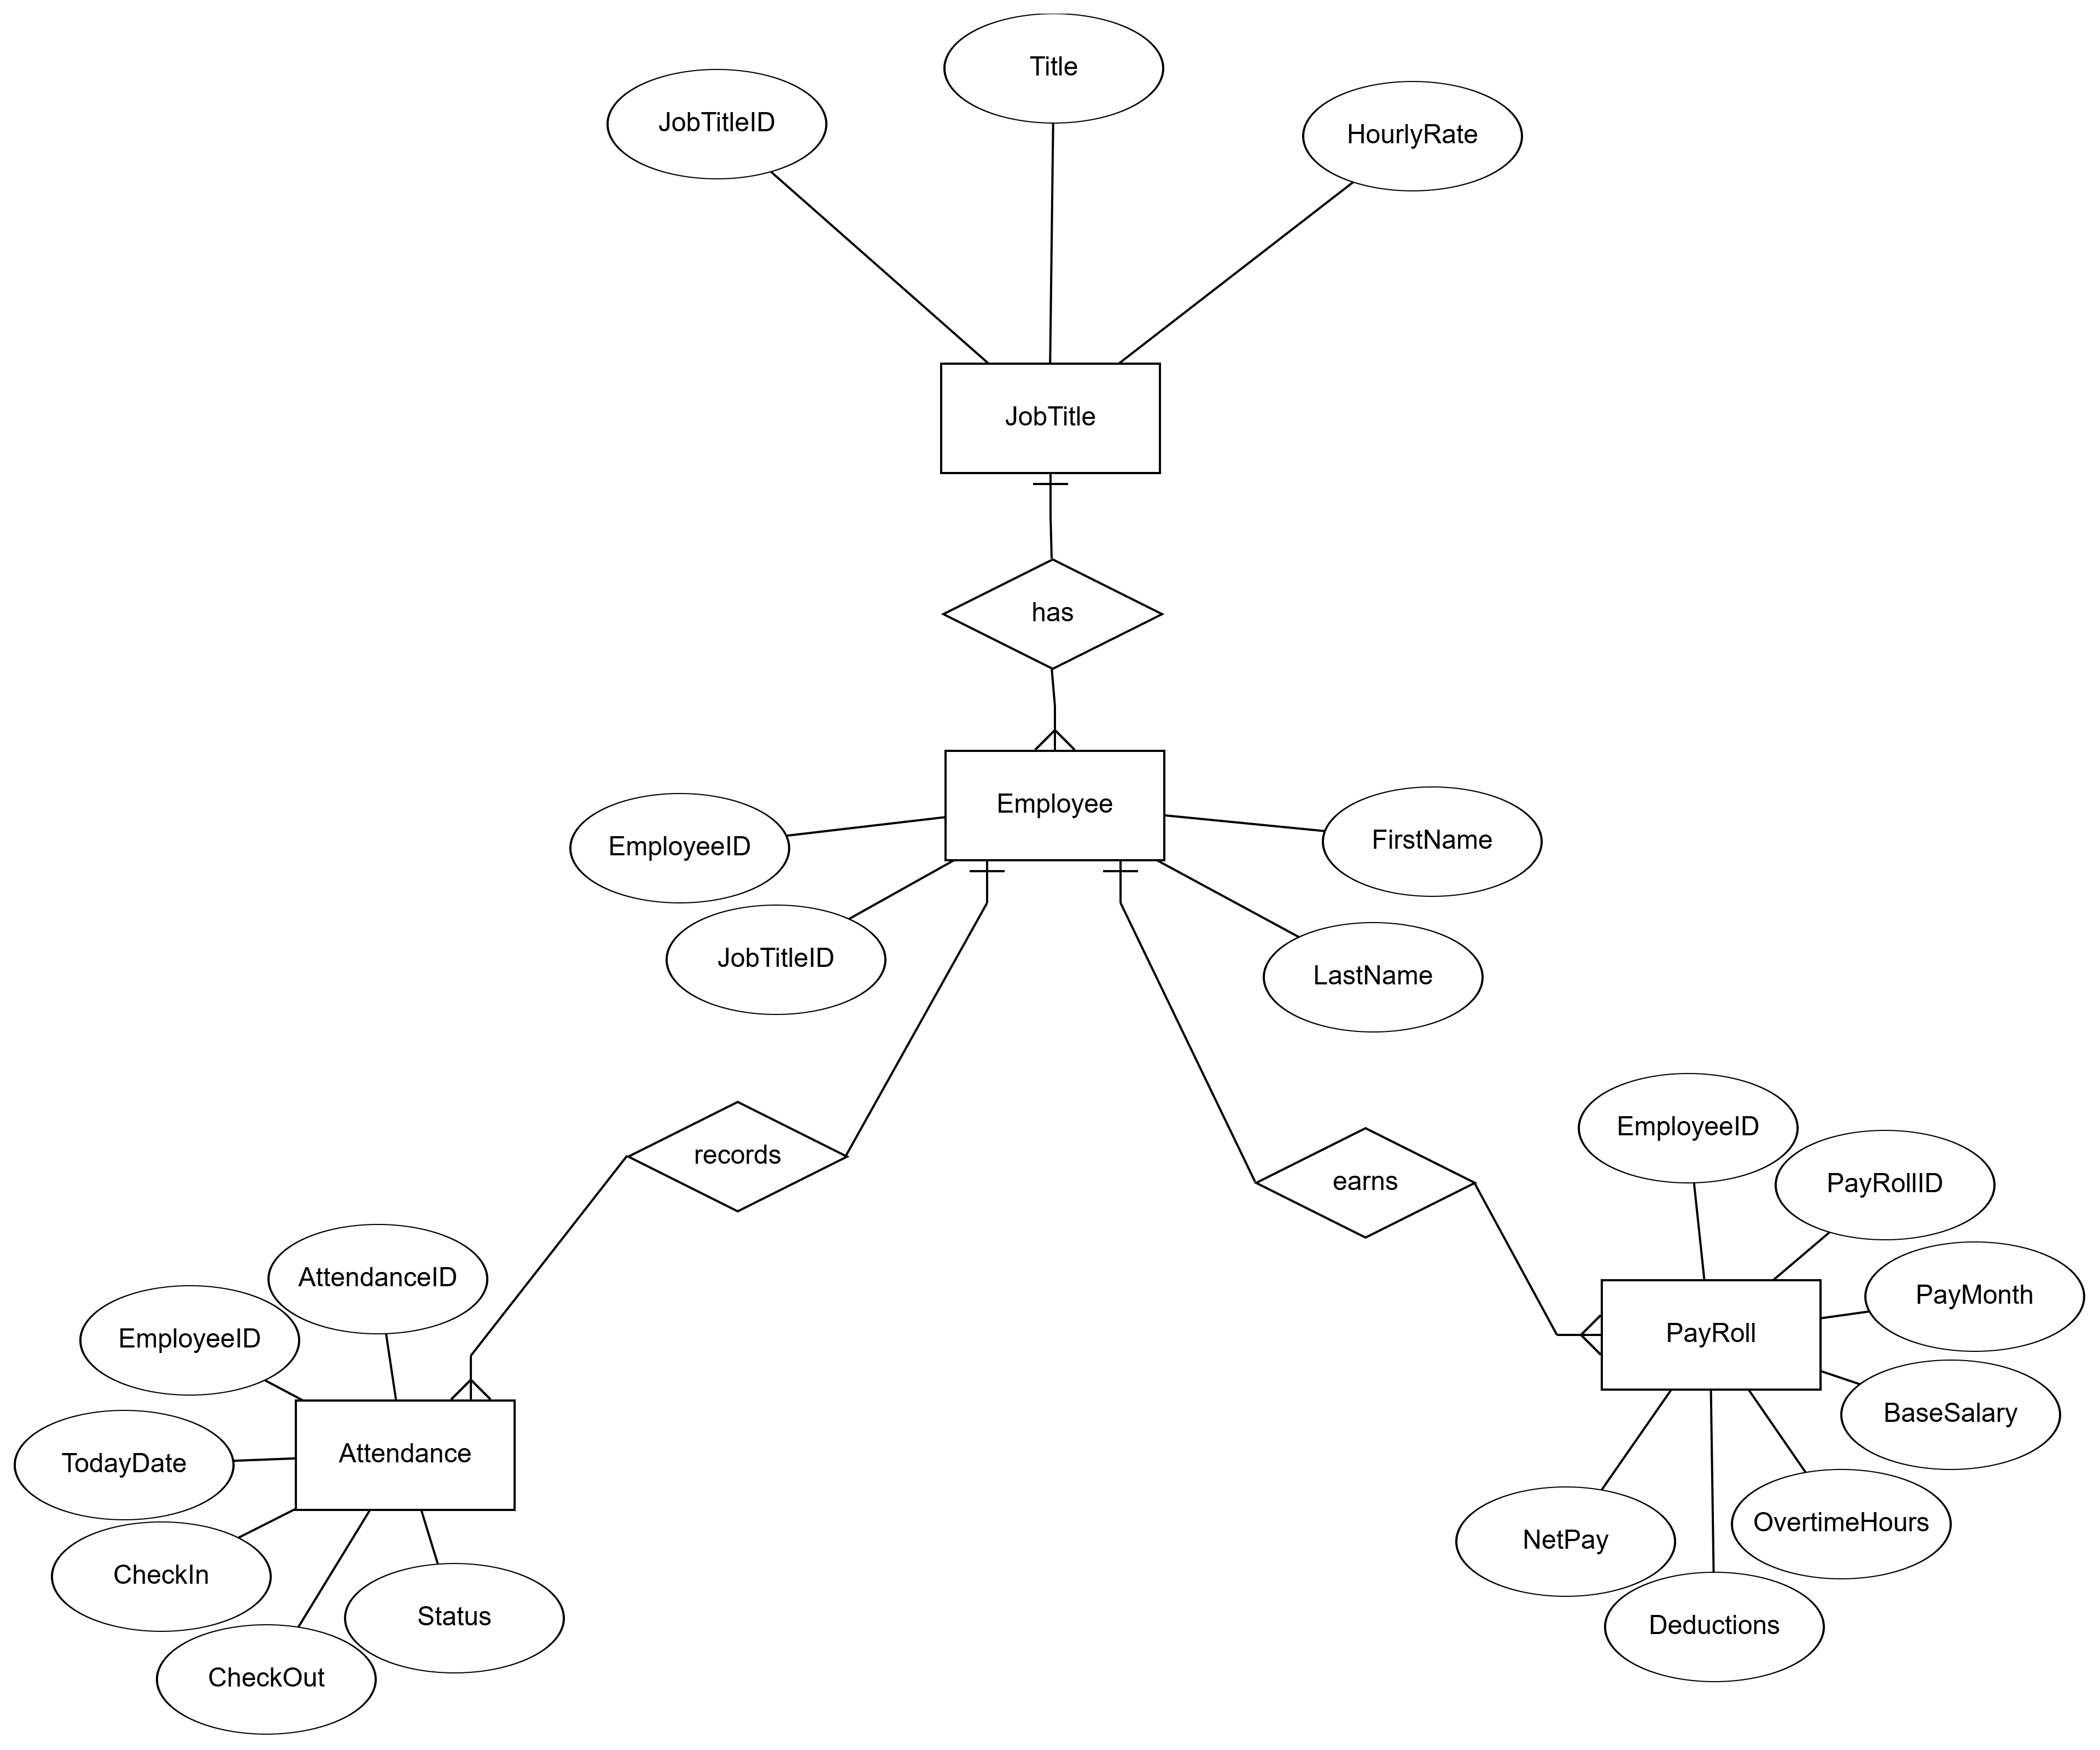 Title
JobTitleID
HourlyRate
JobTitle
has
Employee
EmployeeID
FirstName
JobTitleID
LastName
records
earns
EmployeeID
PayRollID
PayMonth
PayRoll
BaseSalary
OvertimeHours
NetPay
Deductions
AttendanceID
EmployeeID
Attendance
TodayDate
CheckIn
Status
CheckOut